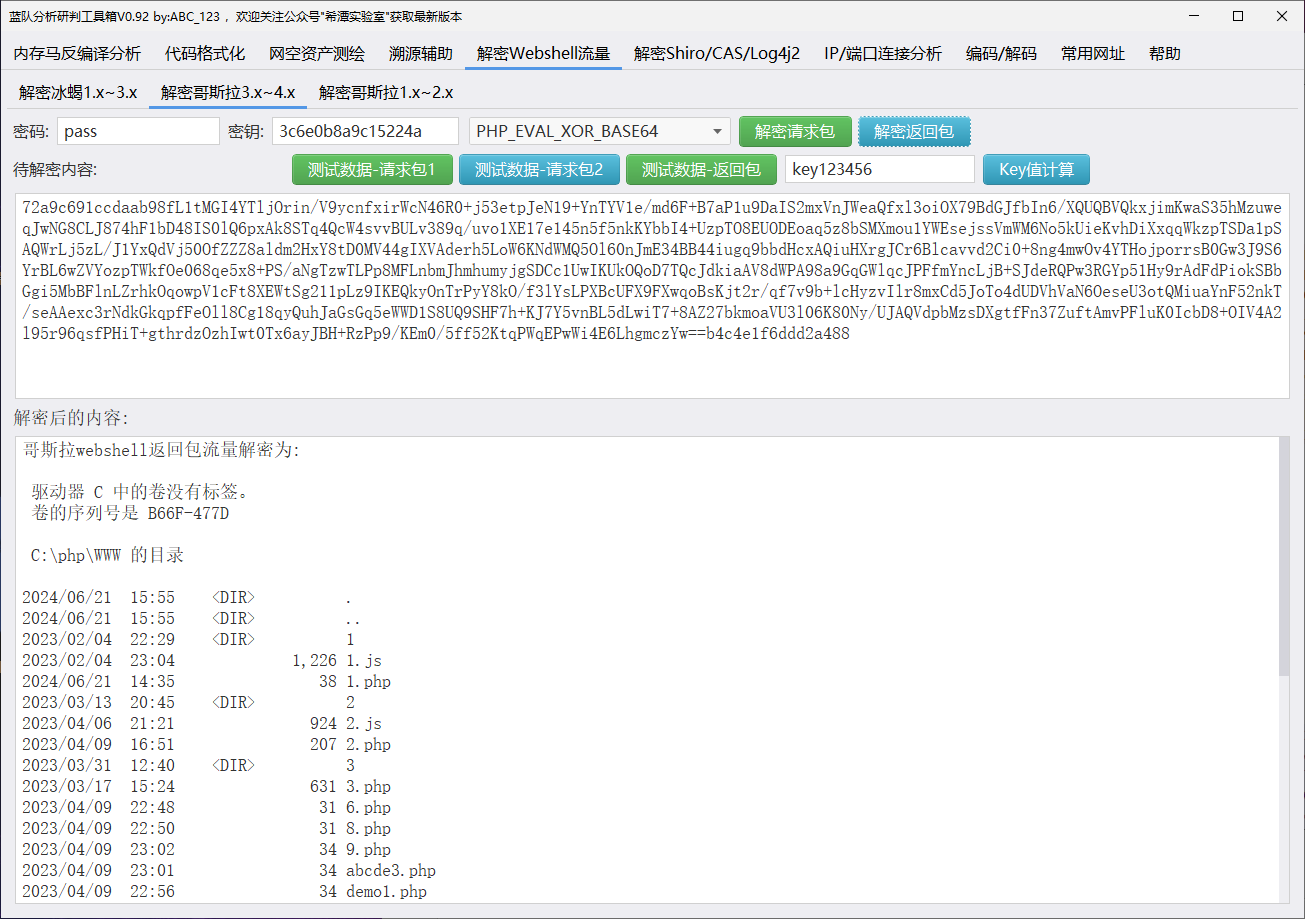 蓝队分析研判工具箱V0.92 by:ABC_123 ，欢迎关注公众号"希潭实验室"获取最新版本
内存马反编译分析 代码格式化 网空资产测绘 溯源辅助 解密Webshell流量 解密Shiro/CAS/Log4j2 IP/端口连接分析 编码/解码 常用网址 帮助
解密冰蝎1.x~3.x 解密哥斯拉3.x~4.x 解密哥斯拉1.x~2.x
密码: pass 密钥: 3c6e0b8a9c15224a PHP_EVAL_XOR_BASE64 解密请求包 解密返回包
待解密内容: 测试数据-请求包1 测试数据-请求包2 测试数据-返回包 key123456 Key值计算
72a9c691ccdaab98fL1tMGI4YTljOrin/V9ycnfxirWcN46R0+j53etpJeN19+YnTYV1e/md6F+B7aP1u9DaIS2mxVnJWeaQfxl3oiOX79BdGJfbIn6/XQUQBVQkxjimKwaS35hMzuwe
qJwNG8CLJ874hF1bD48IS0lQ6pxAk8STq4QcW4svvBULv389q/uvo1XE17e145n5f5nkKYbbI4+UzpTO8EUODEoaq5z8bSMXmou1YWEsejssVmWM6No5kUieKvhDiXxqqWkzpTSDa1pS
AQWrLj5zL/J1YxQdVj50OfZZZ8aldm2HxY8tD0MV44gIXVAderh5LoW6KNdWMQ5Ol60nJmE34BB44iugq9bbdHcxAQiuHXrgJCr6Blcavvd2Ci0+8ng4mwOv4YTHojporrsBOGw3J9S6
YrBL6wZVYozpTWkfOe068qe5x8+PS/aNgTzwTLPp8MFLnbmJhmhumyjgSDCc1UwIKUkOQoD7TQcJdkiaAV8dWPA98a9GqGWlqcJPFfmYncLjB+SJdeRQPw3RGYp51Hy9rAdFdPiokSBb
Ggi5MbBFlnLZrhkOqowpV1cFt8XEWtSg211pLz9IKEQkyOnTrPyY8kO/f3lYsLPXBcUFX9FXwqoBsKjt2r/qf7v9b+lcHyzvIlr8mxCd5JoTo4dUDVhVaN6OeseU3otQMiuaYnF52nkT
/seAAexc3rNdkGkqpfFeOll8Cg18qyQuhJaGsGq5eWWD1S8UQ9SHF7h+KJ7Y5vnBL5dLwiT7+8AZ27bkmoaVU3lO6K80Ny/UJAQVdpbMzsDXgtfFn37ZuftAmvPFluK0IcbD8+OIV4A2
l95r96qsfPHiT+gthrdzOzhIwt0Tx6ayJBH+RzPp9/KEm0/5ff52KtqPWqEPwWi4E6LhgmczYw==b4c4e1f6ddd2a488
解密后的内容:
哥斯拉webshell返回包流量解密为:
驱动器 C 中的卷没有标签。
卷的序列号是 B66F-477D
C:\php\WWW 的目录
2024/06/21 15:55 <DIR> .
2024/06/21 15:55 <DIR> ..
2023/02/04 22:29 <DIR> 1
2023/02/04 23:04 1,226 1.js
2024/06/21 14:35 38 1.php
2023/03/13 20:45 <DIR> 2
2023/04/06 21:21 924 2.js
2023/04/09 16:51 207 2.php
2023/03/31 12:40 <DIR> 3
2023/03/17 15:24 631 3.php
2023/04/09 22:48 31 6.php
2023/04/09 22:50 31 8.php
2023/04/09 23:02 34 9.php
2023/04/09 23:01 34 abcde3.php
2023/04/09 22:56 34 demo1.php